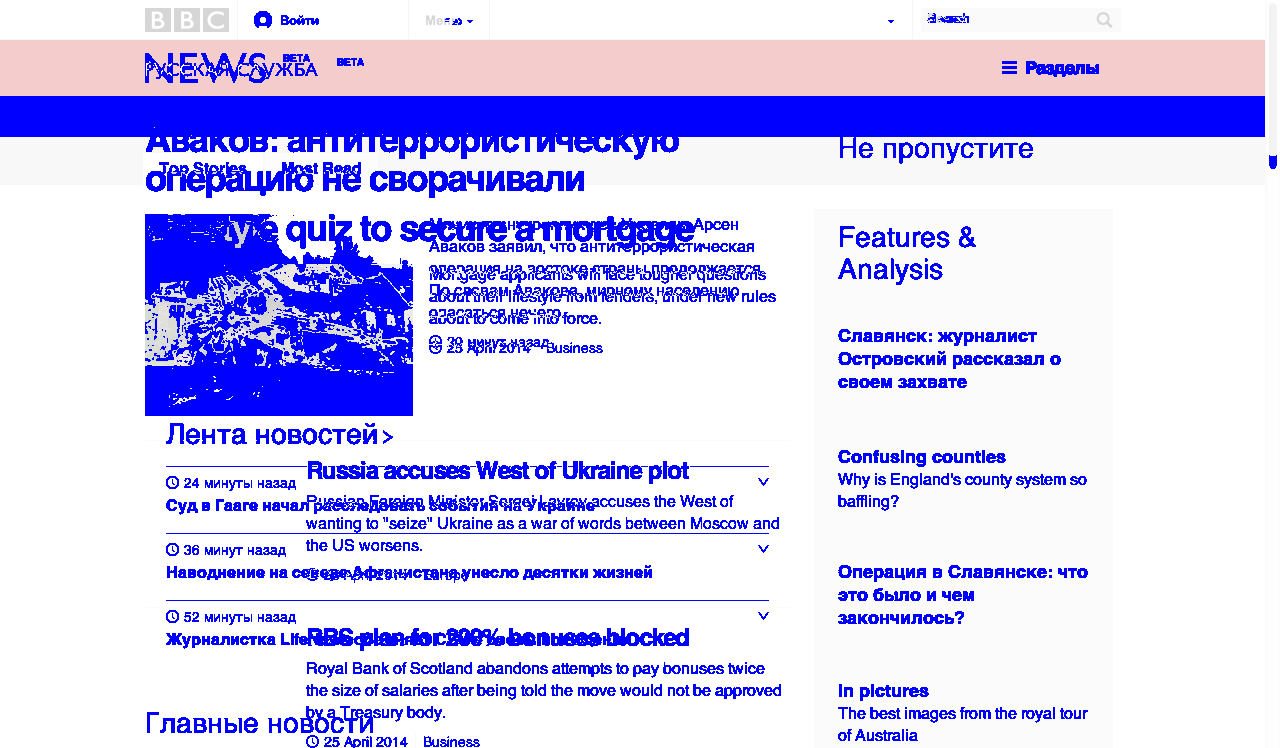 BBC
Войти
NEWS BETA
РУССКАЯ СЛУЖБА BETA
Разделы
Аваков: антитеррористическую
операцию не сворачивали
Top Stories
Most Read
Не пропустите
quiz to secure a mortgage
Арсен
Аваков заявил, что антитеррористическая
операция на востоке страны продолжается.
Mortgage applicants will face tougher questions
По словам Авакова, мирному населению
about their lifestyle from lenders, under new rules
опасаться нечего.
about to come into force.
минут назад
25 April 2014
Business
Features &
Analysis
Славянск: журналист
Островский рассказал о
своем захвате
Confusing counties
Why is England's county system so
baffling?
Операция в Славянске: что
это было и чем
закончилось?
In pictures
The best images from the royal tour
of Australia
Лента новостей
24 минуты назад
Суд в Гааге начал расследовать события на Украине
Russia accuses West of Ukraine plot
Russian Foreign Minister Sergei Lavrov accuses the West of
wanting to "seize" Ukraine as a war of words between Moscow and
the US worsens.
36 минут назад
Наводнение на севере Афганистана унесло десятки жизней
Europe
52 минуты назад
Журналистка
RBS plan for 200% bonuses blocked
Royal Bank of Scotland abandons attempts to pay bonuses twice
the size of salaries after being told the move would not be approved
by a Treasury body.
25 April 2014
Business
Главные новости